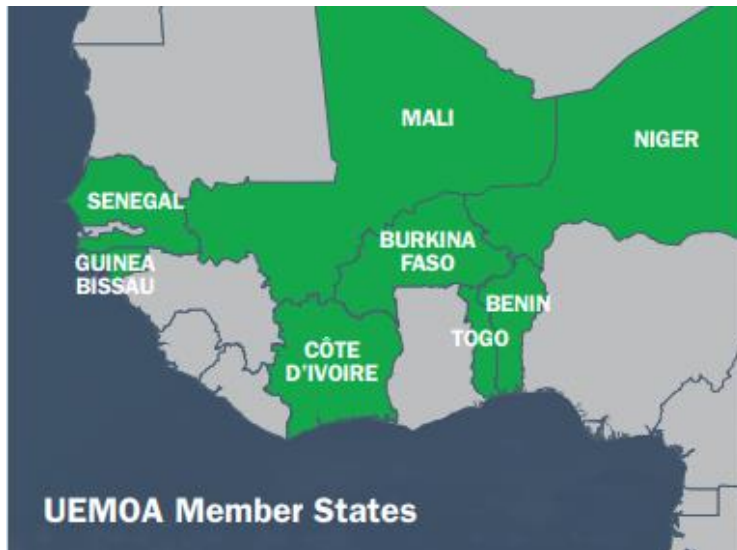 MALI
NIGER
SENEGAL
GUINEA
BISSAU
BURKINA
FASO
BENIN
TOGO
CÔTE
D'IVOIRE
UEMOA Member States